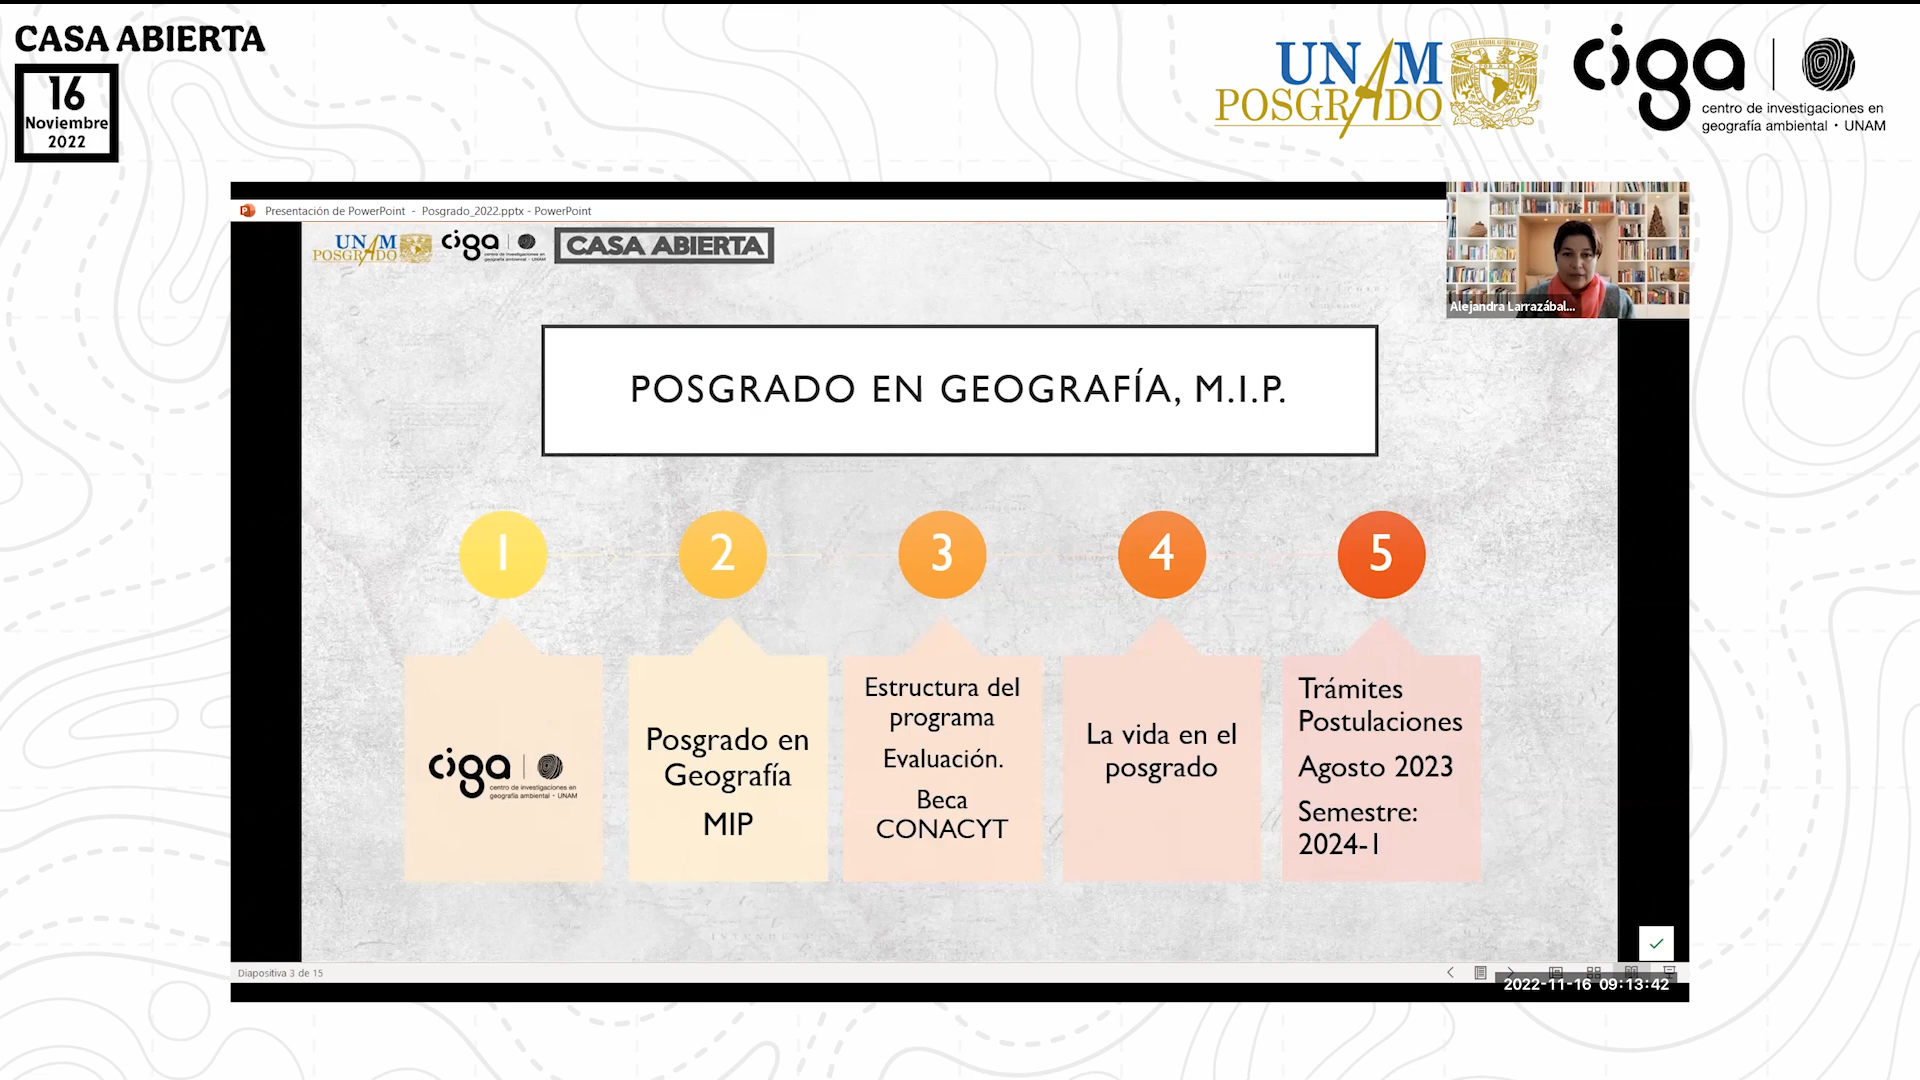 CASA ABIERTA
16
Noviembre
2022
UNAM
POSGRADO
ciga
centro de investigaciones en
geografía ambiental • UNAM
Presentación de PowerPoint - Posgrado_2022.pptx - PowerPoint
UNAM
POSGRADO
ciga
centro de investigaciones en
geografía ambiental • UNAM
CASA ABIERTA
Alejandra Larrazábal...
POSGRADO EN GEOGRAFÍA, M.I.P.
1
2
3
4
5
ciga
centro de investigaciones en
geografía ambiental • UNAM
Posgrado en
Geografía
MIP
Estructura del
programa
Evaluación.
Beca
CONACYT
La vida en el
posgrado
Trámites
Postulaciones
Agosto 2023
Semestre:
2024-1
Diapositiva 3 de 15
2022-11-16 09:13:42